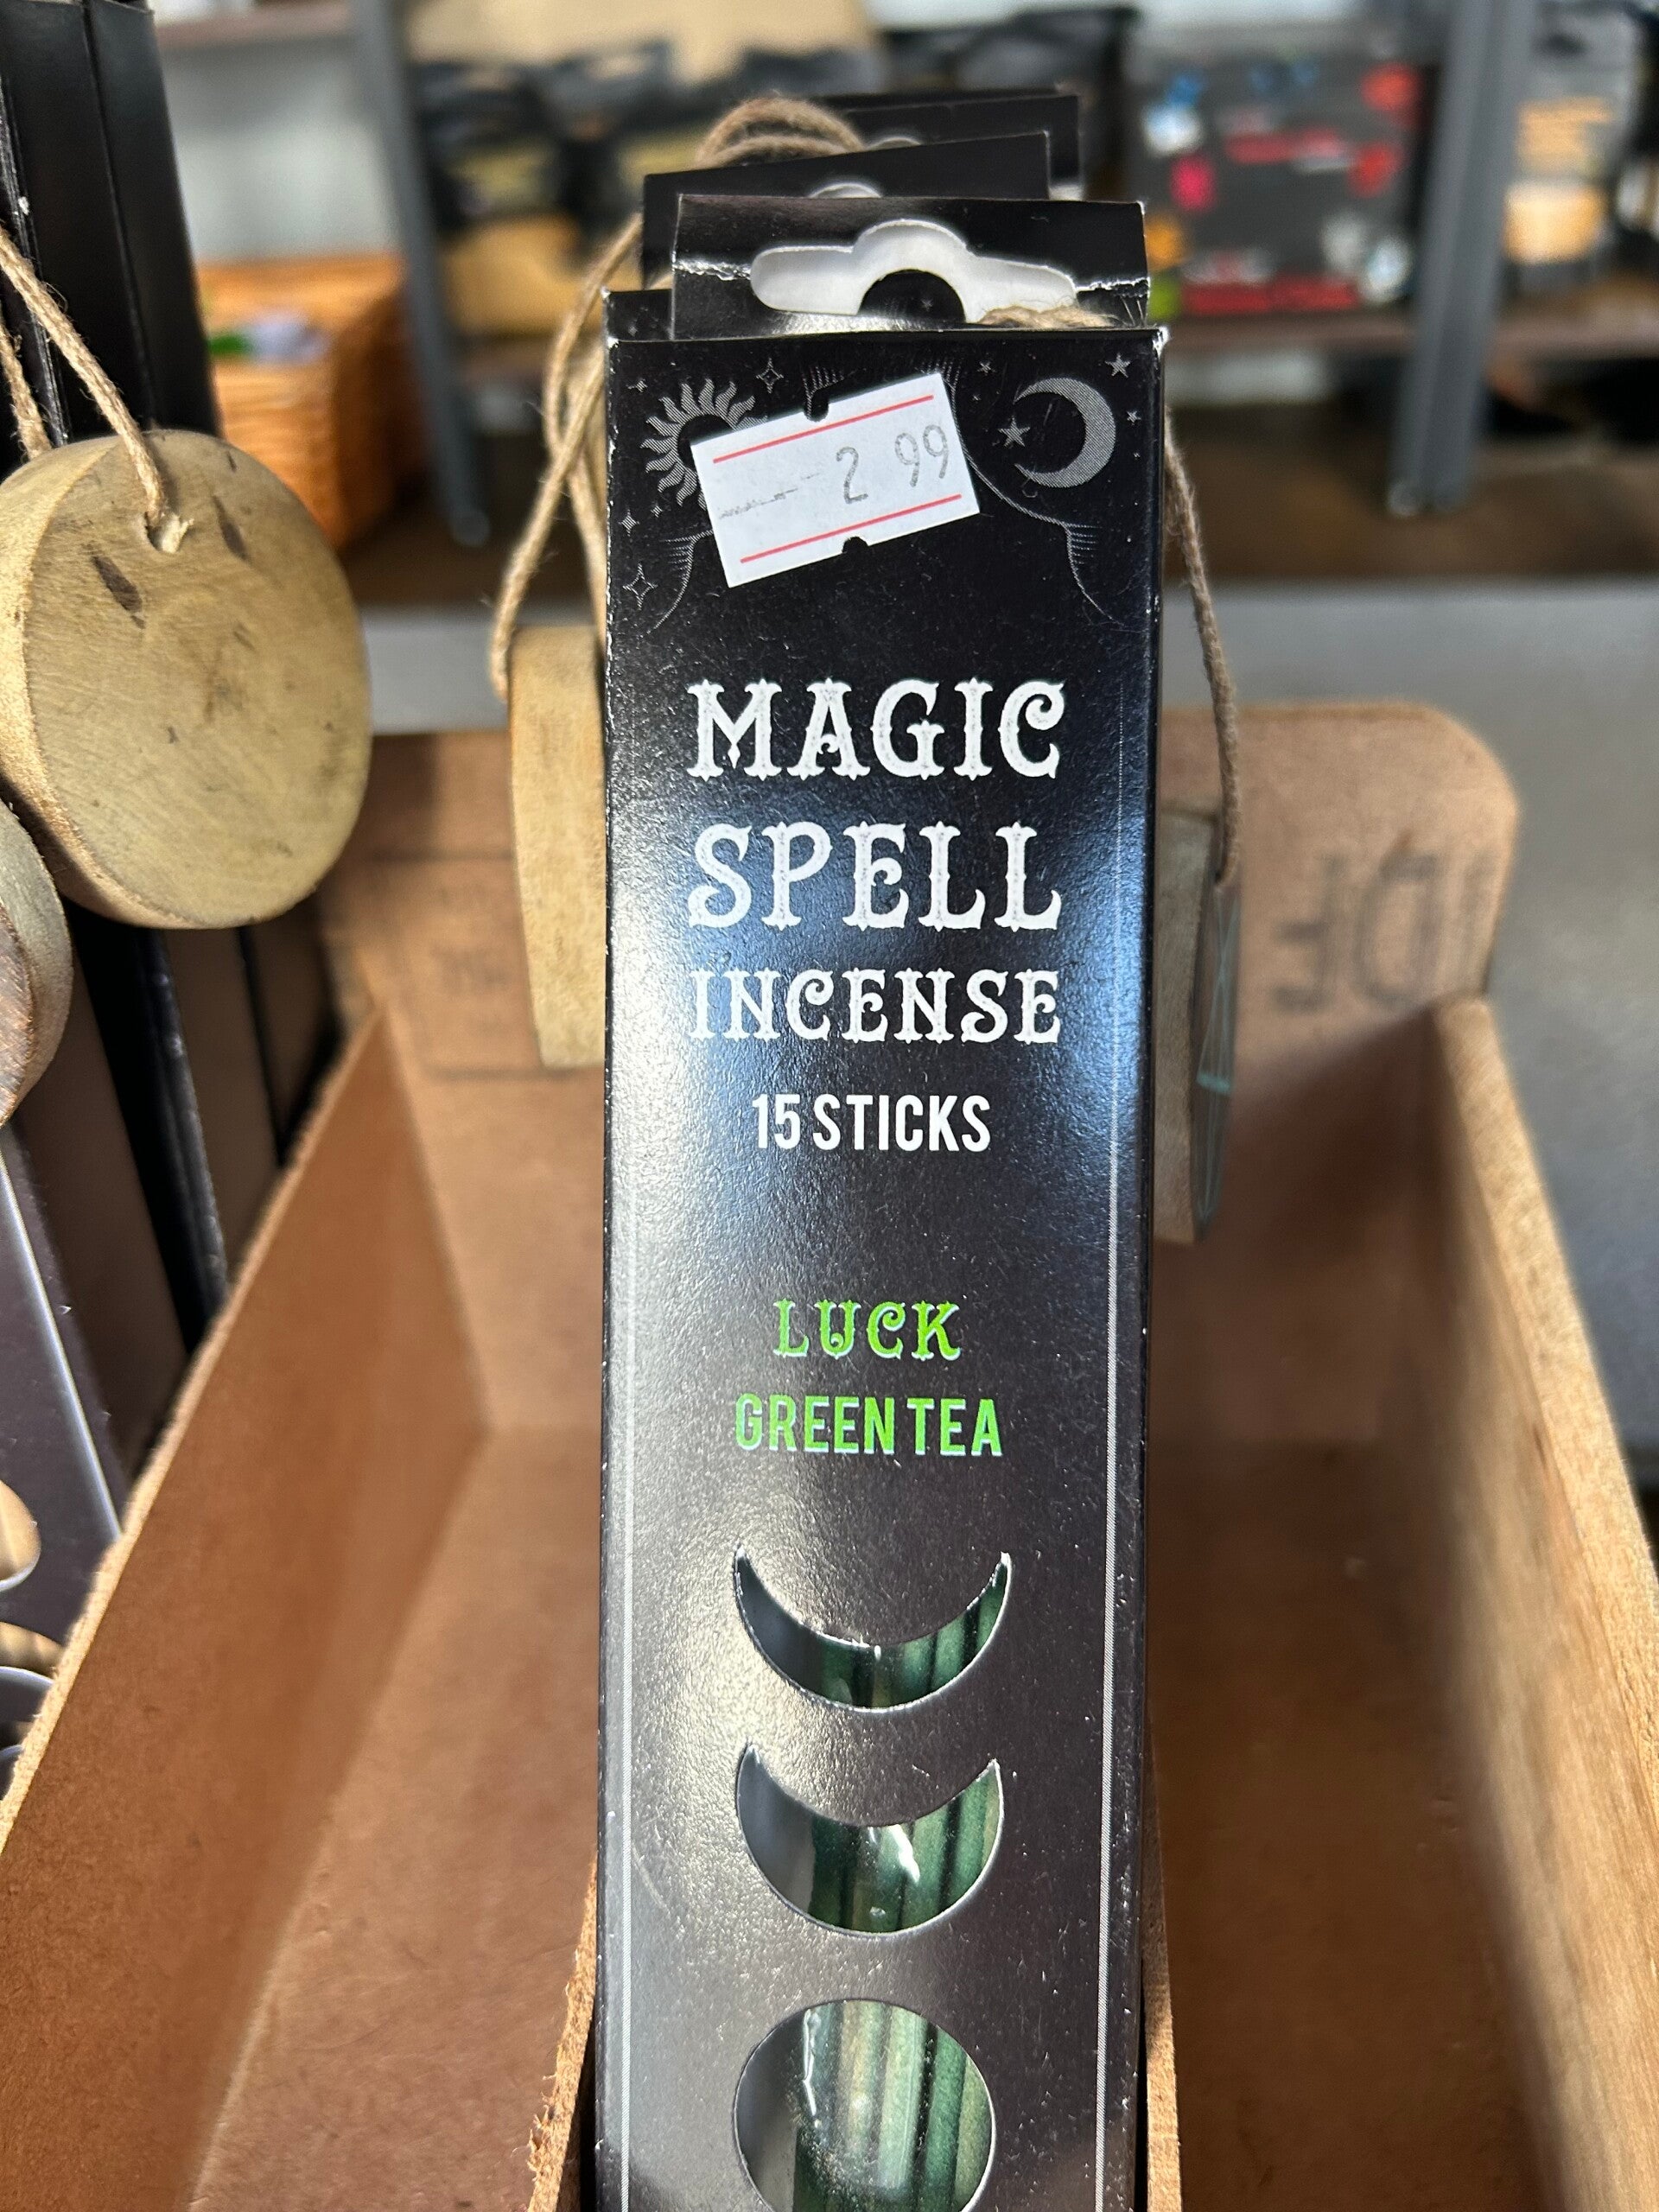 2 99
MAGIC
SPELL
INCENSE
15 STICKS
LUCK
GREEN TEA